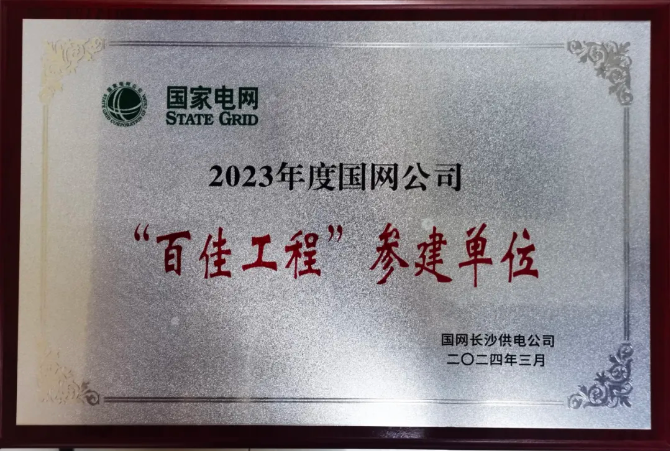 国家电网
STATE GRID
2023年度国网公司
“百佳工程”参建单位
国网长沙供电公司
二〇二四年三月